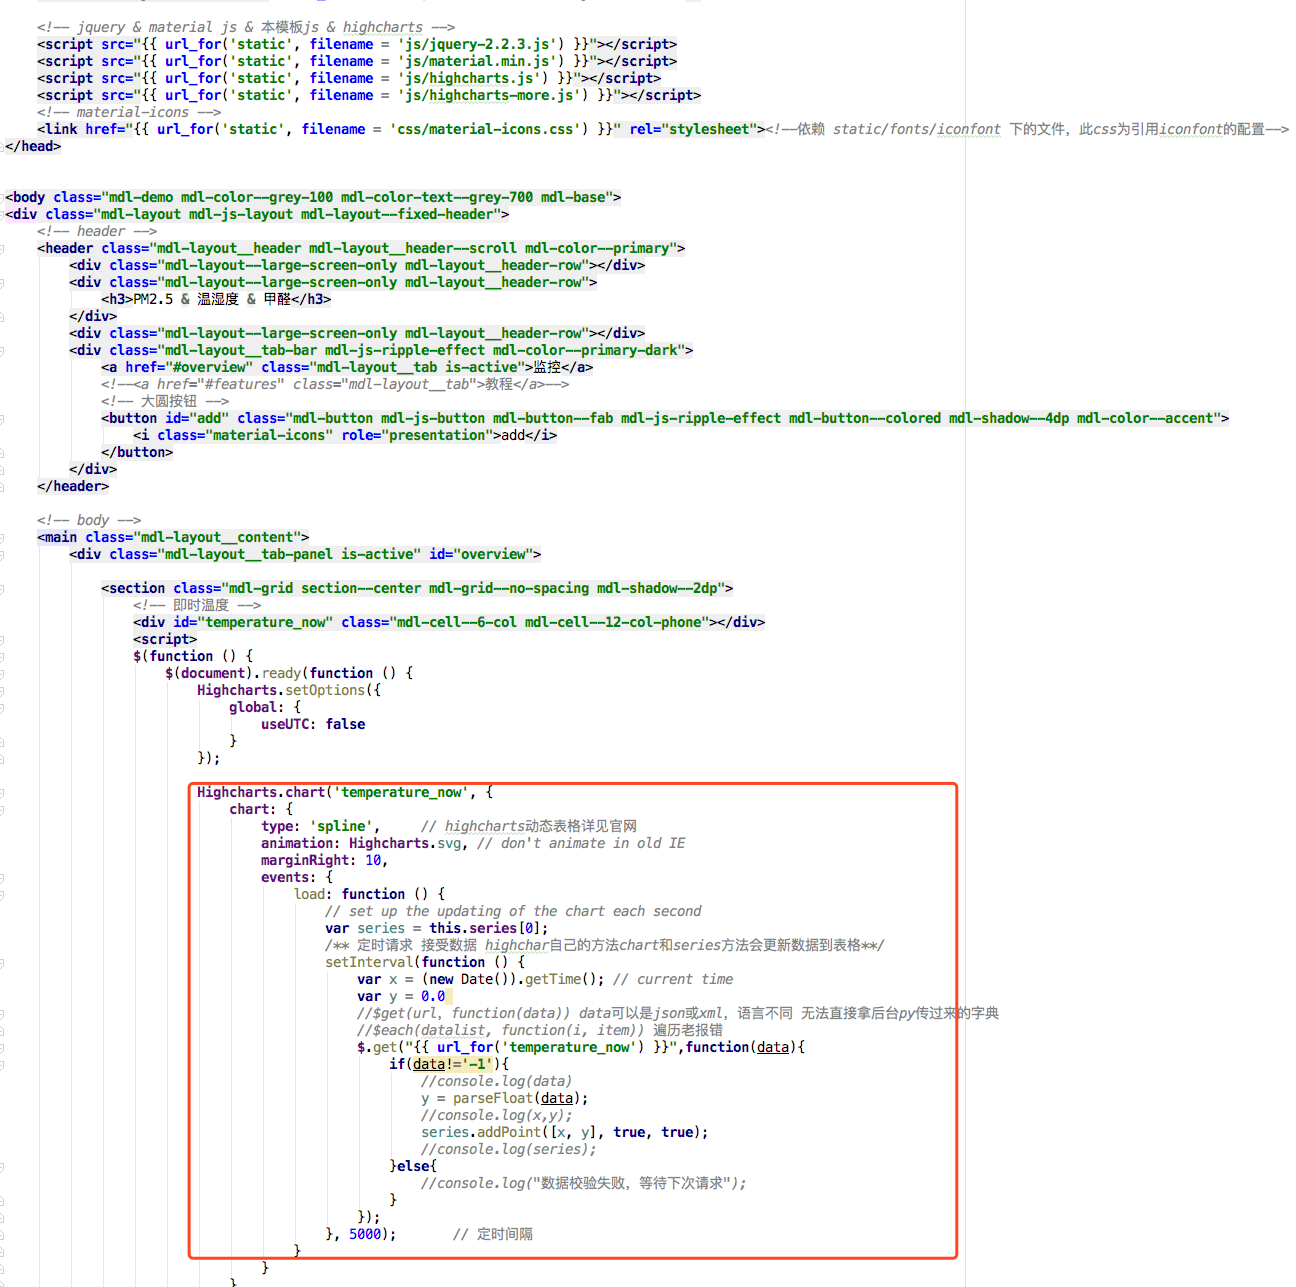 <!-- jquery & material js & 本模板js & highcharts -->
<script src="{{ url_for('static', filename = 'js/jquery-2.2.3.js') }}"></script>
<script src="{{ url_for('static', filename = 'js/material.min.js') }}"></script>
<script src="{{ url_for('static', filename = 'js/highcharts.js') }}"></script>
<script src="{{ url_for('static', filename = 'js/highcharts-more.js') }}"></script>
<!-- material-icons -->
<link href="{{ url_for('static', filename = 'css/material-icons.css') }}" rel="stylesheet"><!--依赖 static/fonts/iconfont 下的文件，此css为引用iconfont的配置-->
</head>
<body class="mdl-demo mdl-color--grey-100 mdl-color-text--grey-700 mdl-base">
<div class="mdl-layout mdl-js-layout mdl-layout--fixed-header">
<!-- header -->
<header class="mdl-layout__header mdl-layout__header--scroll mdl-color--primary">
<div class="mdl-layout--large-screen-only mdl-layout__header-row"></div>
<div class="mdl-layout--large-screen-only mdl-layout__header-row">
<h3>PM2.5 & 温湿度 & 甲醛</h3>
</div>
<div class="mdl-layout--large-screen-only mdl-layout__header-row"></div>
<div class="mdl-layout__tab-bar mdl-js-ripple-effect mdl-color--primary-dark">
<a href="#overview" class="mdl-layout__tab is-active">监控</a>
<!--<a href="#features" class="mdl-layout__tab">教程</a>-->
<!-- 大圆按钮 -->
<button id="add" class="mdl-button mdl-js-button mdl-button--fab mdl-js-ripple-effect mdl-button--colored mdl-shadow--4dp mdl-color--accent">
<i class="material-icons" role="presentation">add</i>
</button>
</div>
</header>
<!-- body -->
<main class="mdl-layout__content">
<div class="mdl-layout__tab-panel is-active" id="overview">
<section class="mdl-grid section--center mdl-grid--no-spacing mdl-shadow--2dp">
<!-- 即时温度 -->
<div id="temperature_now" class="mdl-cell--6-col mdl-cell--12-col-phone"></div>
<script>
$(function () {
$(document).ready(function () {
Highcharts.setOptions({
global: {
useUTC: false
}
});
Highcharts.chart('temperature_now', {
chart: {
type: 'spline', // highcharts动态表格详见官网
animation: Highcharts.svg, // don't animate in old IE
marginRight: 10,
events: {
load: function () {
// set up the updating of the chart each second
var series = this.series[0];
/** 定时请求 接受数据 highchar自己的方法chart和series方法会更新数据到表格**/
setInterval(function () {
var x = (new Date()).getTime(); // current time
var y = 0.0
//$get(url, function(data)) data可以是json或xml，语言不同 无法直接拿后台py传过来的字典
//$each(datalist, function(i, item)) 遍历老报错
$.get("{{ url_for('temperature_now') }}",function(data){
if(data!='-1'){
//console.log(data)
y = parseFloat(data);
//console.log(x,y);
series.addPoint([x, y], true, true);
//console.log(series);
}else{
//console.log("数据校验失败，等待下次请求");
}
});
}, 5000); // 定时间隔
}
}
}